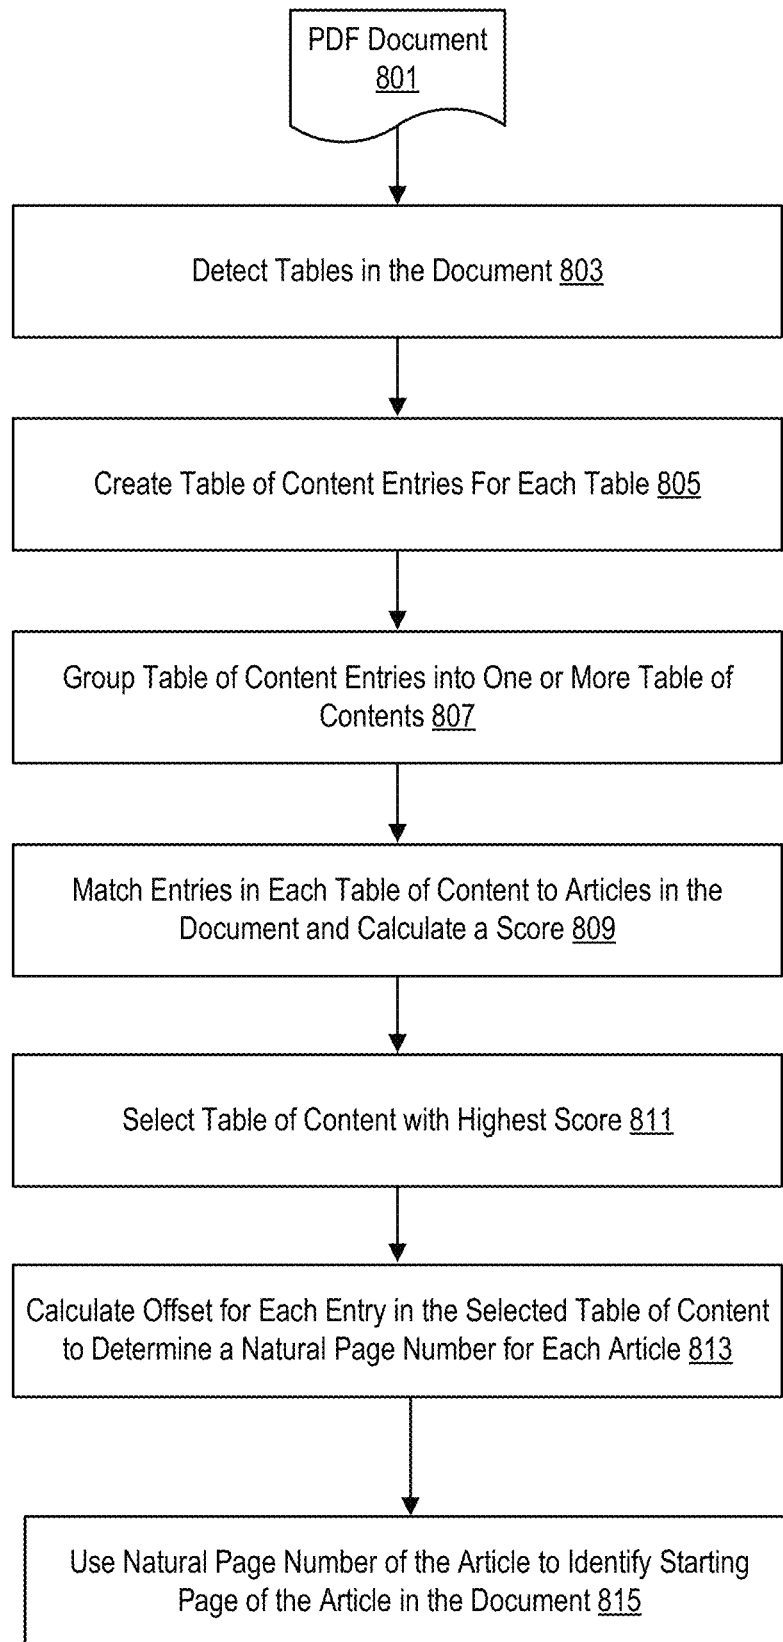 PDF Document
801
Detect Tables in the Document 803
Create Table of Content Entries For Each Table 805
Group Table of Content Entries into One or More Table of
Contents 807
Match Entries in Each Table of Content to Articles in the
Document and Calculate a Score 809
Select Table of Content with Highest Score 811
Calculate Offset for Each Entry in the Selected Table of Content
to Determine a Natural Page Number for Each Article 813
Use Natural Page Number of the Article to Identify Starting
Page of the Article in the Document 815